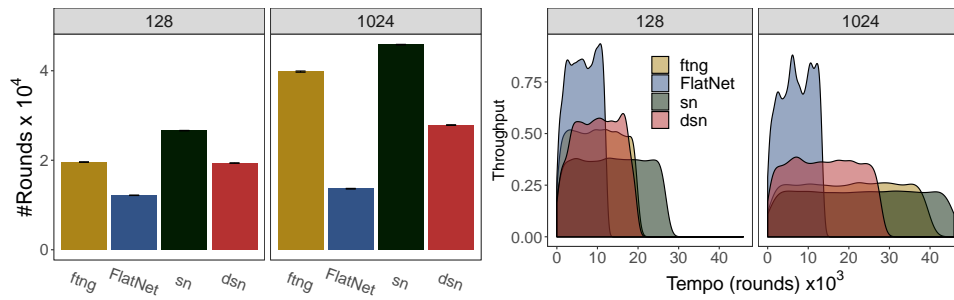 128
1024
#Rounds x 10^4
4
2
0
ftng
FlatNet
sn
dsn
ftng
FlatNet
sn
dsn
128
1024
Throughput
0.75
0.50
0.25
0.00
ftng
FlatNet
sn
dsn
0 10 20 30 40
0 10 20 30 40
Tempo (rounds) x10^3